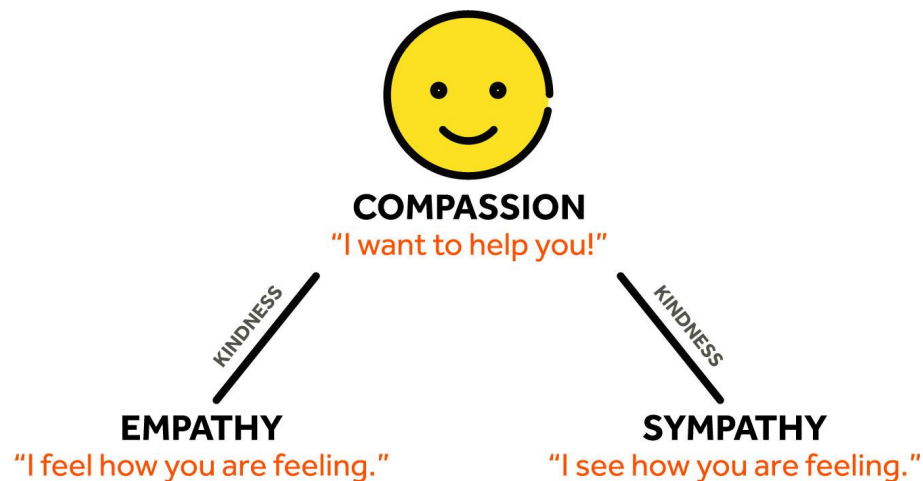 COMPASSION
“I want to help you!”
KINDNESS
KINDNESS
EMPATHY
“I feel how you are feeling.”
SYMPATHY
“I see how you are feeling.”